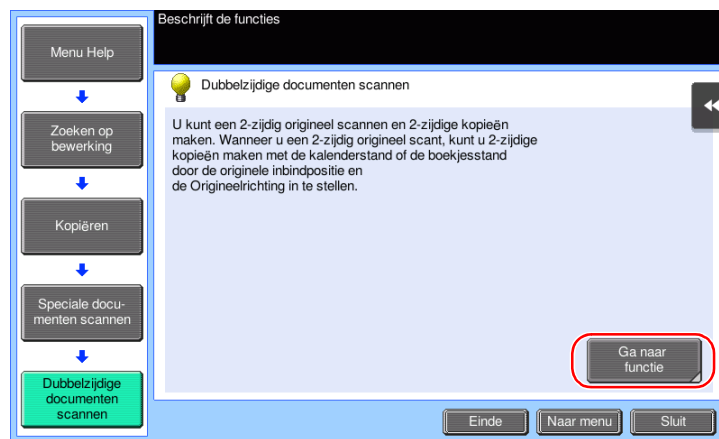 Beschrijft de functies
Menu Help
Zoeken op
bewerking
Kopiëren
Speciale docu-
menten scannen
Dubbelzijdige
documenten
scannen
Dubbelzijdige documenten scannen
U kunt een 2-zijdig origineel scannen en 2-zijdige kopieën
maken. Wanneer u een 2-zijdig origineel scant, kunt u 2-zijdige
kopieën maken met de kalenderstand of de boekjesstand
door de originele inbindpositie en
de Origineelrichting in te stellen.
Ga naar
functie
Einde
Naar menu
Sluit